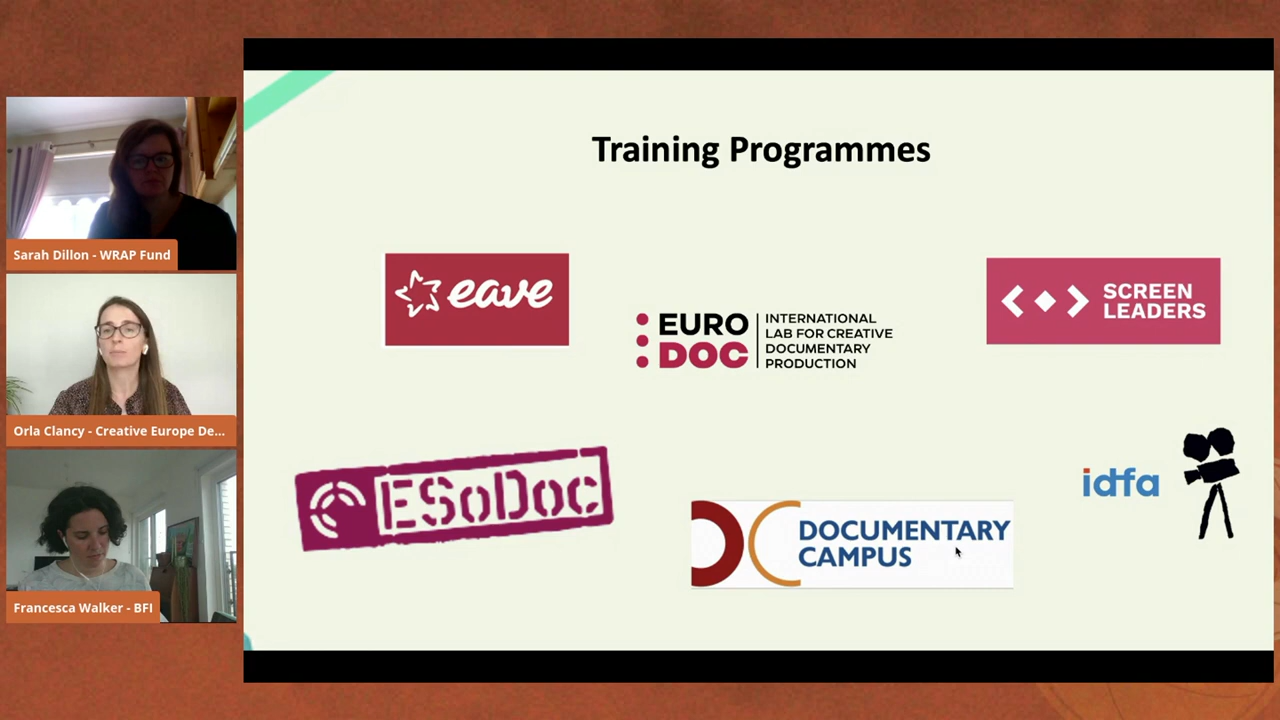 Training Programmes
Sarah Dillon - WRAP Fund
eave
SCREEN
LEADERS
EURO
DOC
INTERNATIONAL
LAB FOR CREATIVE
DOCUMENTARY
PRODUCTION
Orla Clancy - Creative Europe De...
ESoDoc
idfa
DOCUMENTARY
CAMPUS
Francesca Walker - BFI